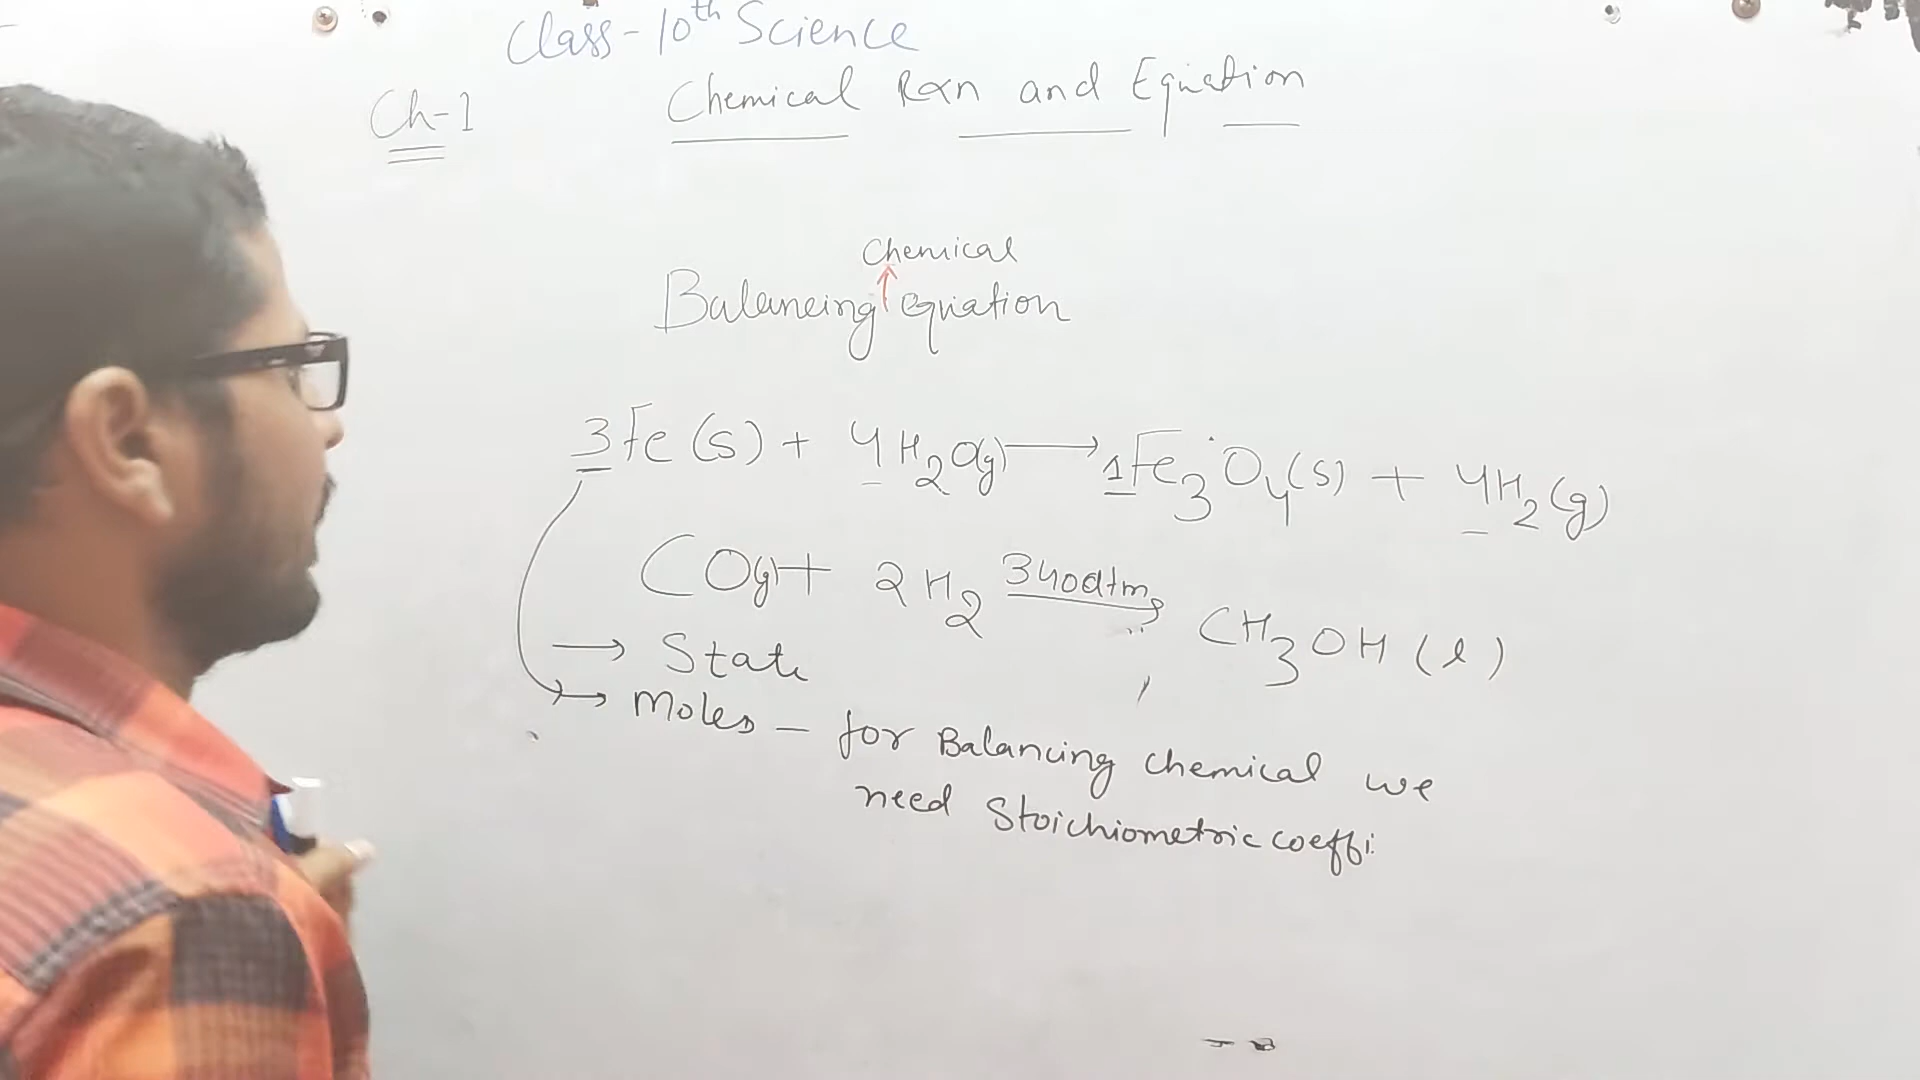 Class-10th Science
Ch-1 Chemical Rxn and Equation
Chemical
Balancing equation
3Fe(s) + 4H2O(g) → 1Fe3O4(s) + 4H2(g)
CO(g) + 2H2 340atm → CH3OH(l)
→ State
→ Moles - for Balancing chemical we
need Stoichiometric coeffi: